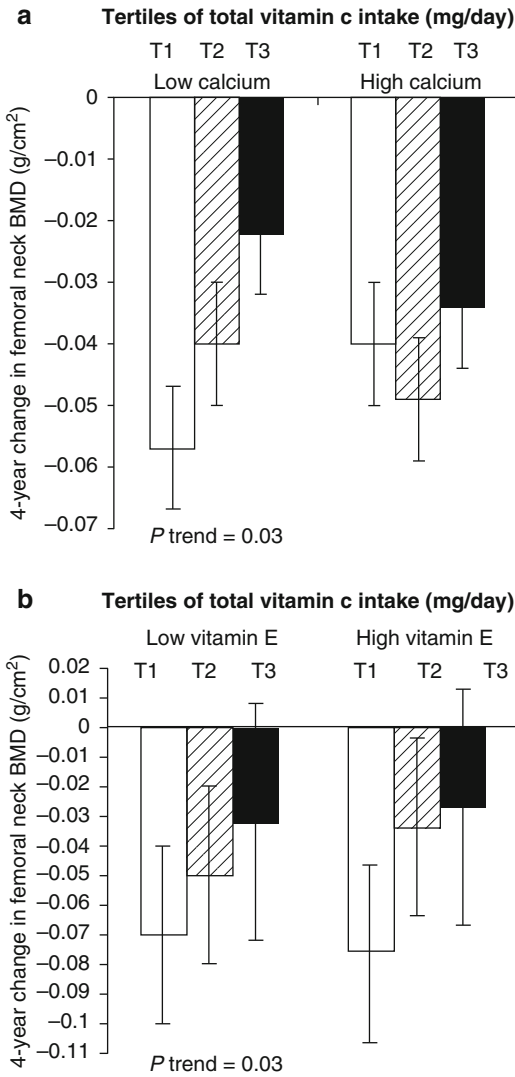 a Tertiles of total vitamin c intake (mg/day)
T1 T2 T3 T1 T2 T3
Low calcium High calcium
4-year change in femoral neck BMD (g/cm²)
0
−0.01
−0.02
−0.03
−0.04
−0.05
−0.06
−0.07
P trend = 0.03
b Tertiles of total vitamin c intake (mg/day)
Low vitamin E High vitamin E
T1 T2 T3 T1 T2 T3
4-year change in femoral neck BMD (g/cm²)
0.02
0.01
0
−0.01
−0.02
−0.03
−0.04
−0.05
−0.06
−0.07
−0.08
−0.09
−0.1
−0.11
P trend = 0.03